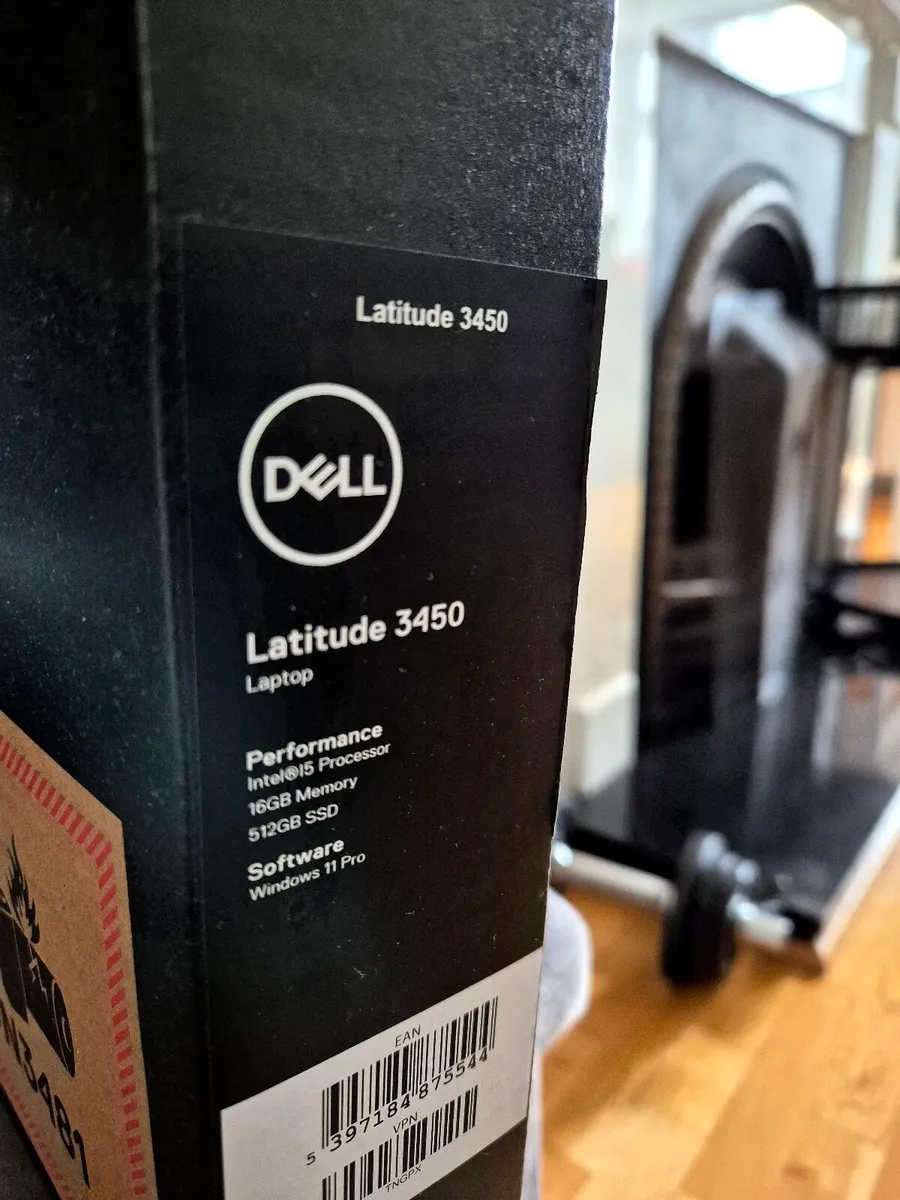 Latitude 3450
DELL
Latitude 3450
Laptop
Performance
Intel®I5 Processor
16GB Memory
512GB SSD
Software
Windows 11 Pro
EAN
5 397184 875544
VPN
TNGPX
N3481